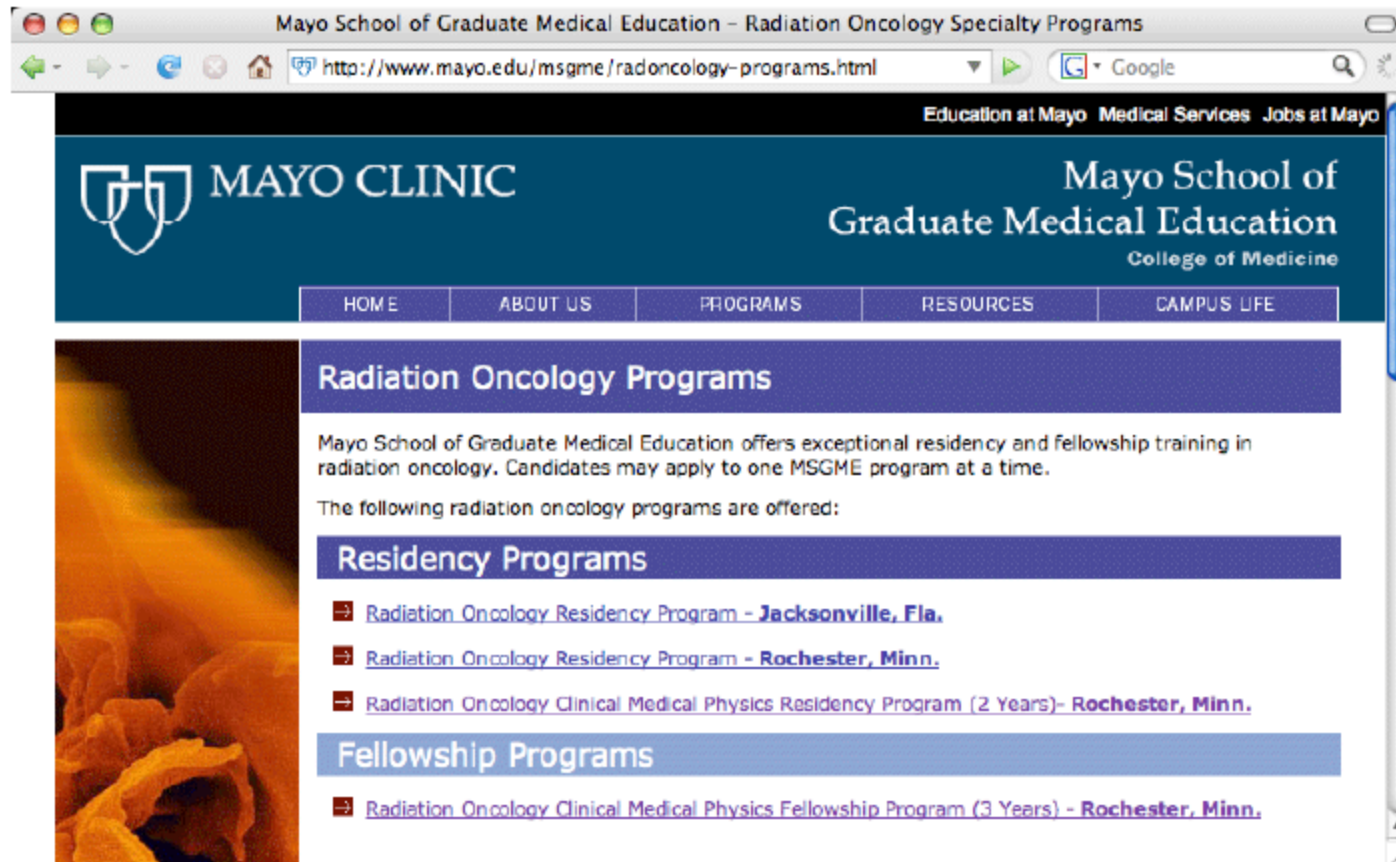 Mayo School of Graduate Medical Education – Radiation Oncology Specialty Programs
http://www.mayo.edu/msgme/radoncology-programs.html
Google
Education at Mayo Medical Services Jobs at Mayo
MAYO CLINIC
Mayo School of
Graduate Medical Education
College of Medicine
HOME ABOUT US PROGRAMS RESOURCES CAMPUS LIFE
Radiation Oncology Programs
Mayo School of Graduate Medical Education offers exceptional residency and fellowship training in
radiation oncology. Candidates may apply to one MSGME program at a time.
The following radiation oncology programs are offered:
Residency Programs
Radiation Oncology Residency Program - Jacksonville, Fla.
Radiation Oncology Residency Program - Rochester, Minn.
Radiation Oncology Clinical Medical Physics Residency Program (2 Years)- Rochester, Minn.
Fellowship Programs
Radiation Oncology Clinical Medical Physics Fellowship Program (3 Years) - Rochester, Minn.